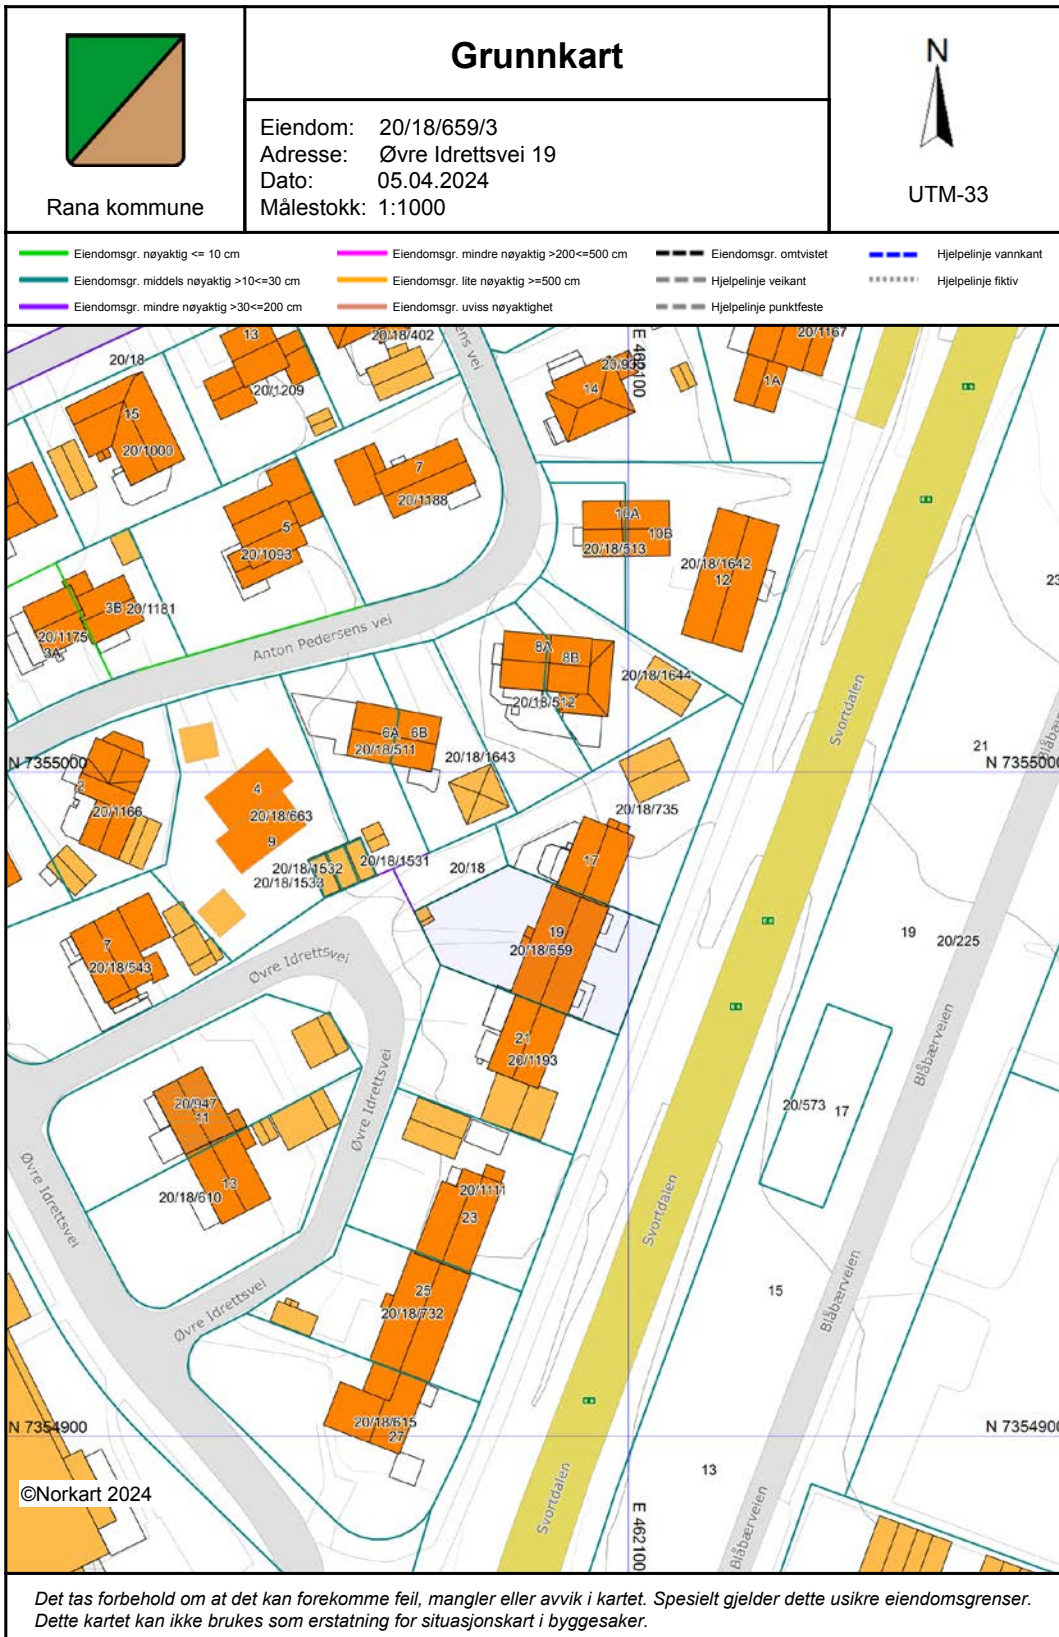 Rana kommune
Grunnkart
Eiendom: 20/18/659/3
Adresse: Øvre Idrettsvei 19
Dato: 05.04.2024
Målestokk: 1:1000
N
UTM-33
Eiendomsgr. nøyaktig <= 10 cm
Eiendomsgr. mindre nøyaktig >200<=500 cm
Eiendomsgr. omtvistet
Hjelpelinje vannkant
Eiendomsgr. middels nøyaktig >10<=30 cm
Eiendomsgr. lite nøyaktig >=500 cm
Hjelpelinje veikant
Hjelpelinje fiktiv
Eiendomsgr. mindre nøyaktig >30<=200 cm
Eiendomsgr. uviss nøyaktighet
Hjelpelinje punktfeste
13
20/18/402
ens vei
E 462100
20/1167
20/18
20/1209
14
1A
15
20/1000
7
20/1188
10A
10B
20/18/513
5
20/1093
20/18/1642
12
3B 20/1181
20/1175
3A
Anton Pedersens vei
8A
8B
20/18/512
20/18/1644
Svortdalen
6A 6B
20/18/511
20/18/1643
21
N 7355000
N 7355000
2
20/1166
4
20/18/663
9
20/18/735
20/18/1532
20/18/1531
20/18/1533
20/18
17
19
20/18/659
19
20/225
7
20/18/543
Øvre Idrettsvei
21
20/1193
Øvre Idrettsvei
Blåbærveien
20/947
11
20/573
17
13
20/18/610
Øvre Idrettsvei
20/1111
23
Svortdalen
25
20/18/732
Øvre Idrettsvei
15
Blåbærveien
20/18/615
27
N 7354900
N 7354900
13
©Norkart 2024
Svortdalen
E 462100
Blåbærveien
Det tas forbehold om at det kan forekomme feil, mangler eller avvik i kartet. Spesielt gjelder dette usikre eiendomsgrenser.
Dette kartet kan ikke brukes som erstatning for situasjonskart i byggesaker.